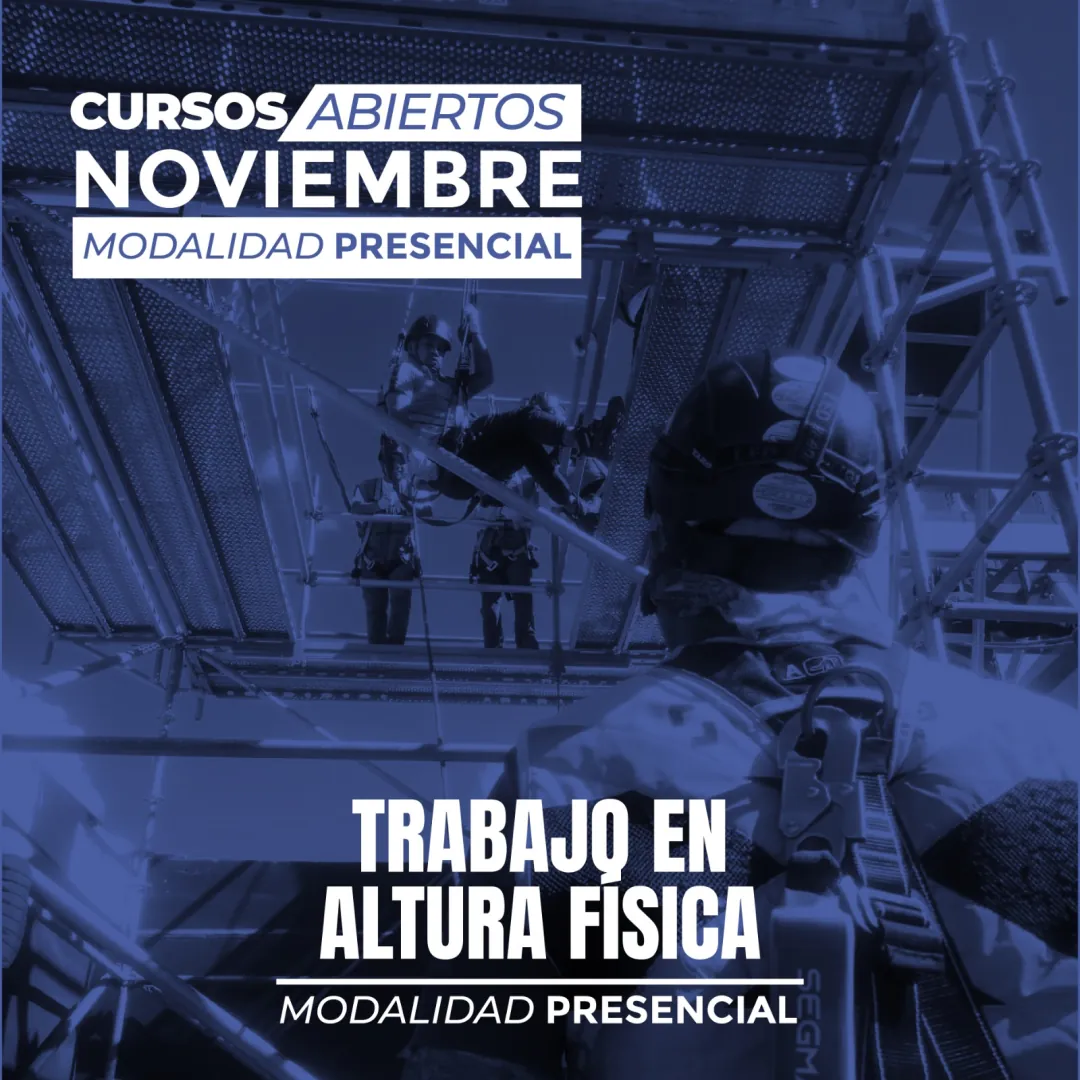 CURSOS ABIERTOS
NOVIEMBRE
MODALIDAD PRESENCIAL
TRABAJO EN
ALTURA FÍSICA
MODALIDAD PRESENCIAL